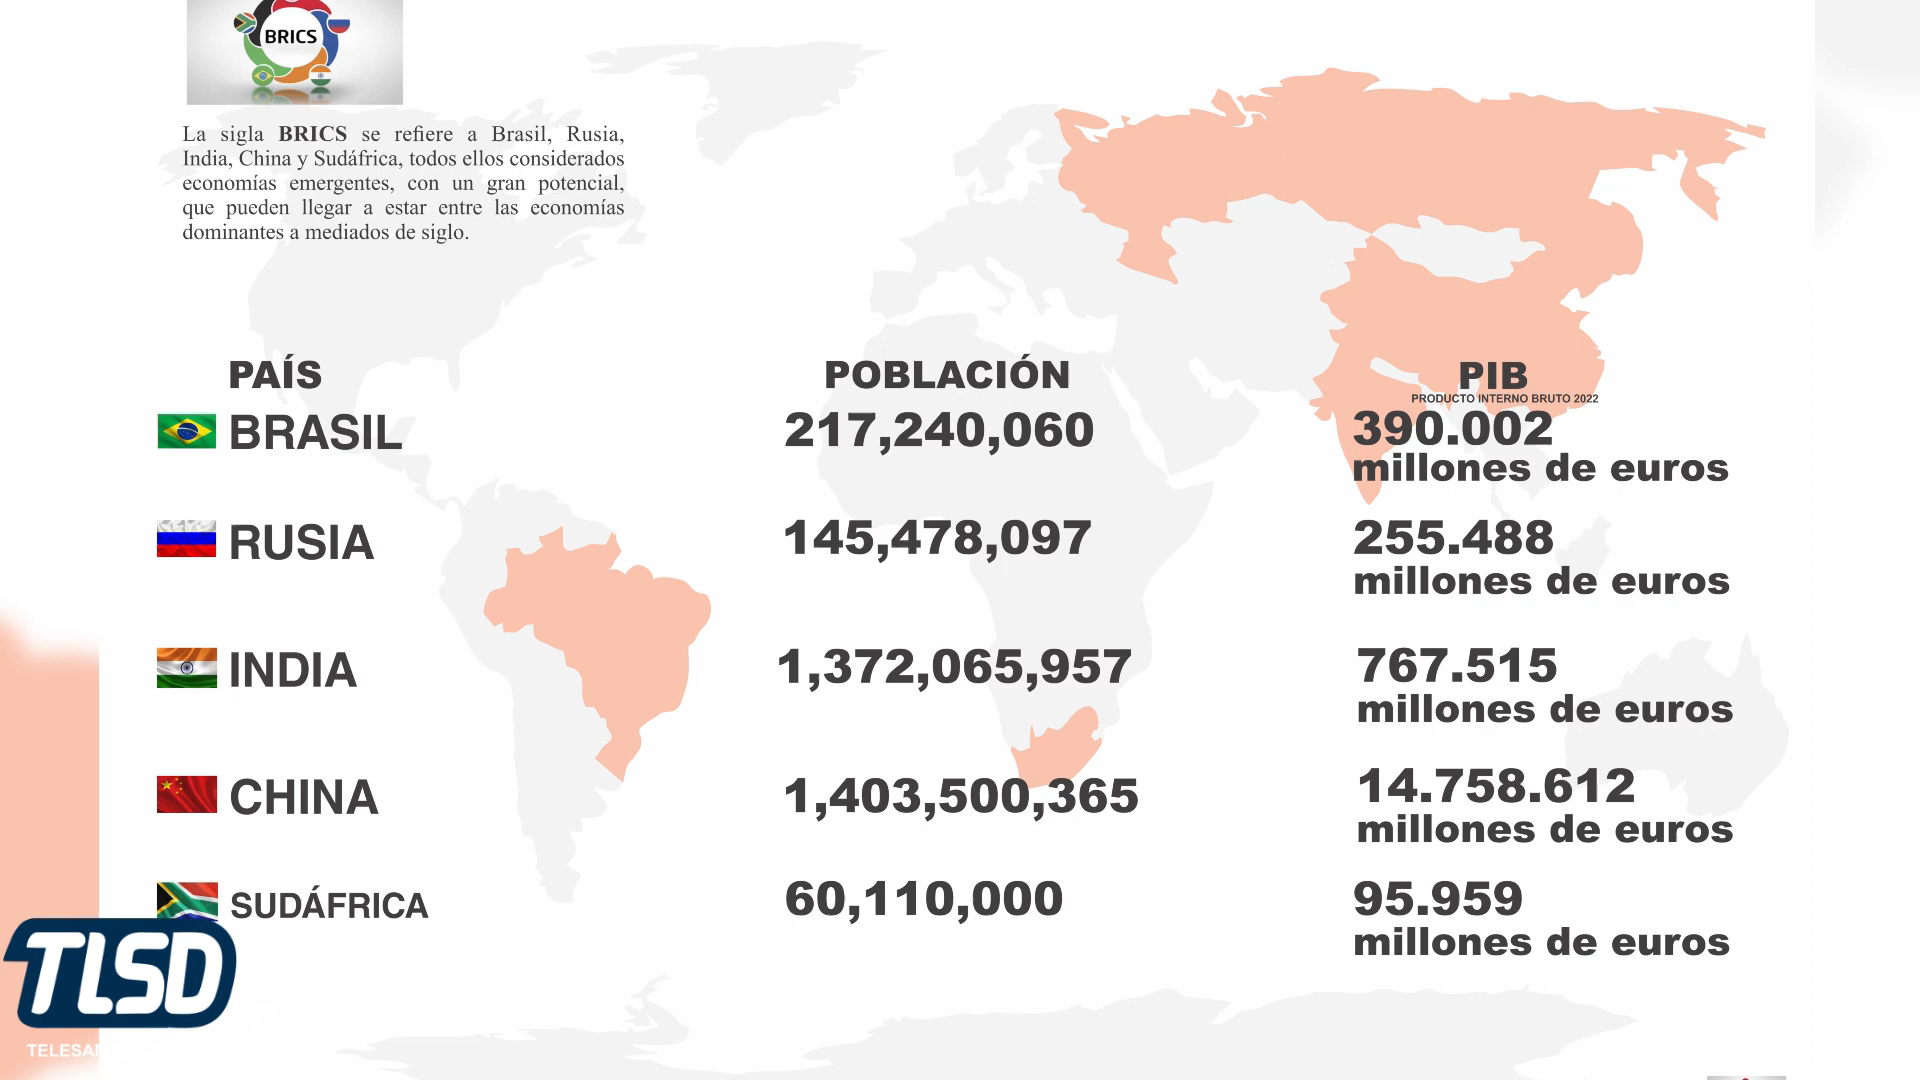 BRICS
La sigla BRICS se refiere a Brasil, Rusia,
India, China y Sudáfrica, todos ellos considerados
economías emergentes, con un gran potencial,
que pueden llegar a estar entre las economías
dominantes a mediados de siglo.
PAÍS POBLACIÓN PIB
PRODUCTO INTERNO BRUTO 2022
BRASIL 217,240,060 390.002
millones de euros
RUSIA 145,478,097 255.488
millones de euros
INDIA 1,372,065,957 767.515
millones de euros
CHINA 1,403,500,365 14.758.612
millones de euros
SUDÁFRICA 60,110,000 95.959
millones de euros
TLSD